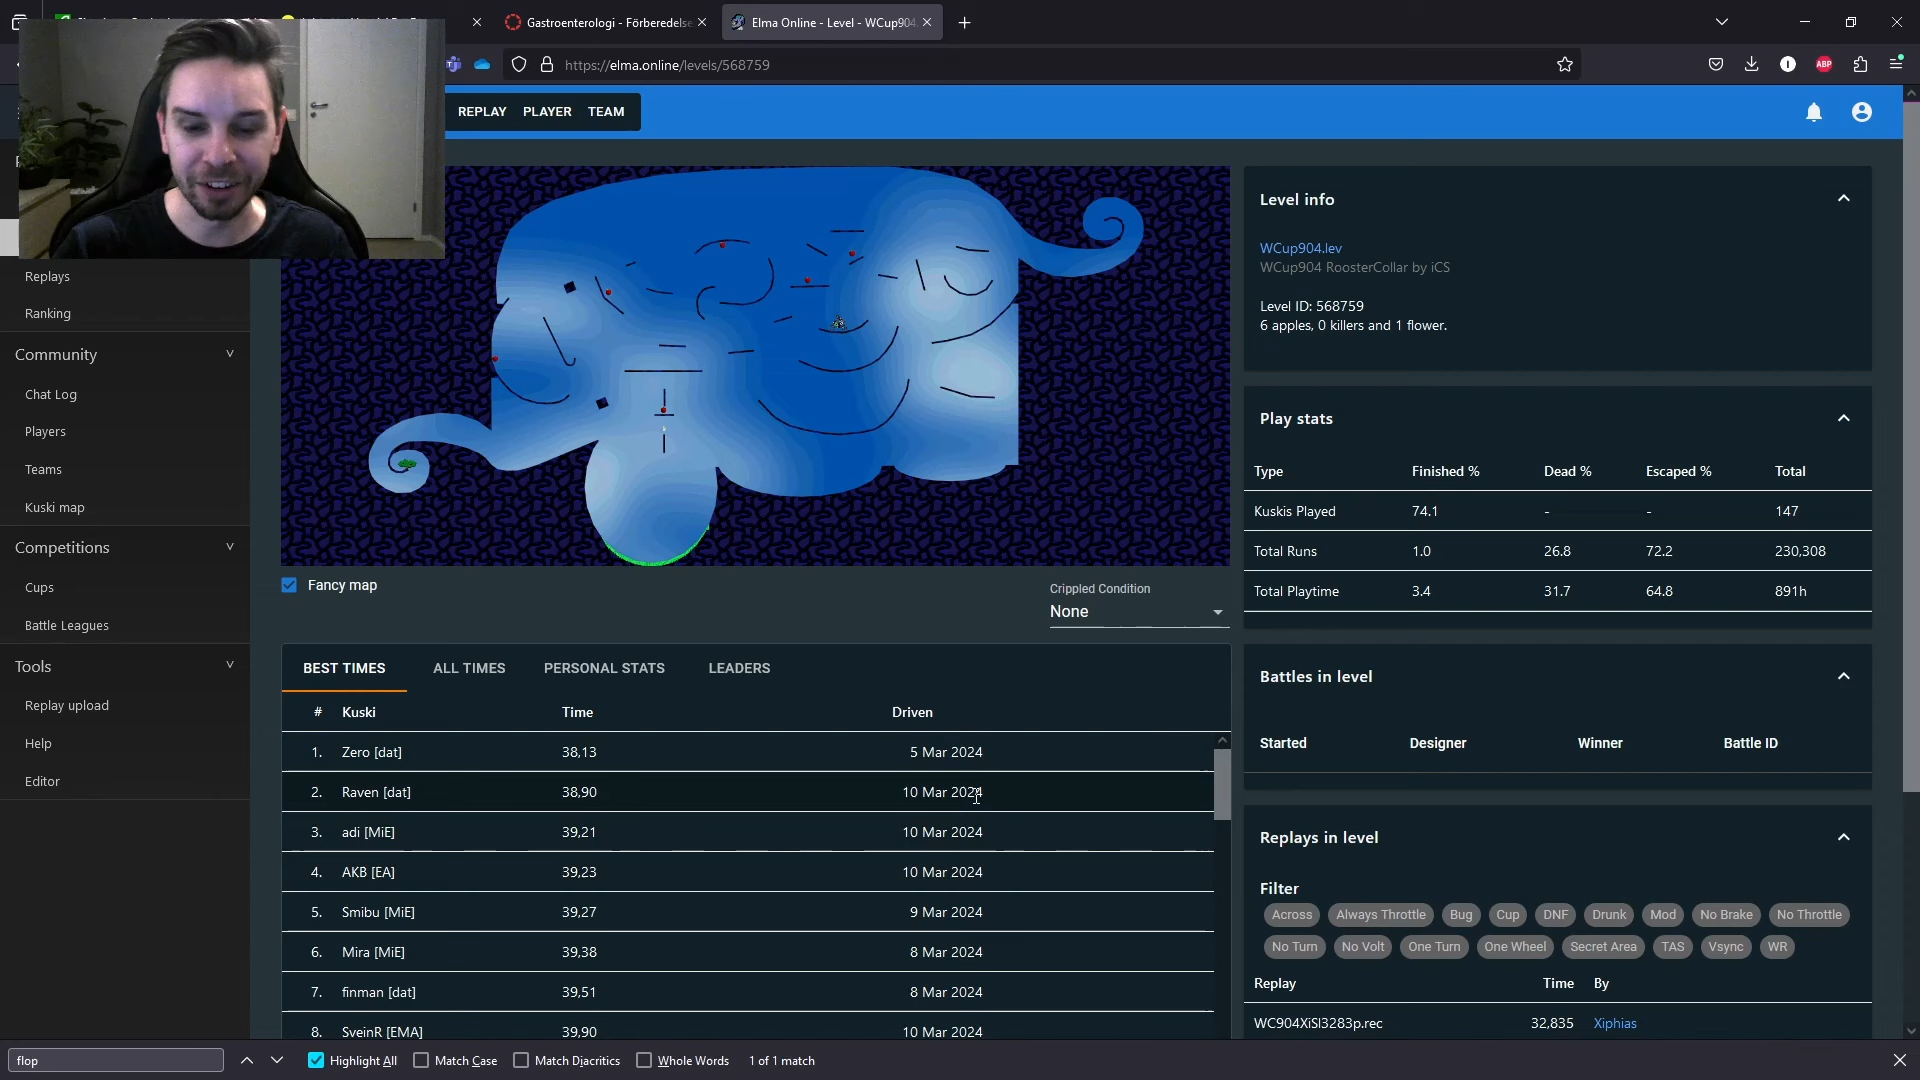 Gastroenterologi - Förberedelse
Elma Online - Level - WCup904
https://elma.online/levels/568759
ABP
REPLAY PLAYER TEAM
Replays
Ranking
Community
Chat Log
Players
Teams
Kuski map
Competitions
Cups
Battle Leagues
Tools
Replay upload
Help
Editor
Fancy map
Crippled Condition
None
BEST TIMES ALL TIMES PERSONAL STATS LEADERS
# Kuski Time Driven
1. Zero [dat] 38,13 5 Mar 2024
2. Raven [dat] 38,90 10 Mar 2024
3. adi [MiE] 39,21 10 Mar 2024
4. AKB [EA] 39,23 10 Mar 2024
5. Smibu [MiE] 39,27 9 Mar 2024
6. Mira [MiE] 39,38 8 Mar 2024
7. finman [dat] 39,51 8 Mar 2024
8. SveinR [EMA] 39,90 10 Mar 2024
Level info
WCup904.lev
WCup904 RoosterCollar by iCS
Level ID: 568759
6 apples, 0 killers and 1 flower.
Play stats
Type Finished % Dead % Escaped % Total
Kuskis Played 74.1 - - 147
Total Runs 1.0 26.8 72.2 230,308
Total Playtime 3.4 31.7 64.8 891h
Battles in level
Started Designer Winner Battle ID
Replays in level
Filter
Across Always Throttle Bug Cup DNF Drunk Mod No Brake No Throttle
No Turn No Volt One Turn One Wheel Secret Area TAS Vsync WR
Replay Time By
WC904XiSl3283p.rec 32,835 Xiphias
flop Highlight All Match Case Match Diacritics Whole Words 1 of 1 match